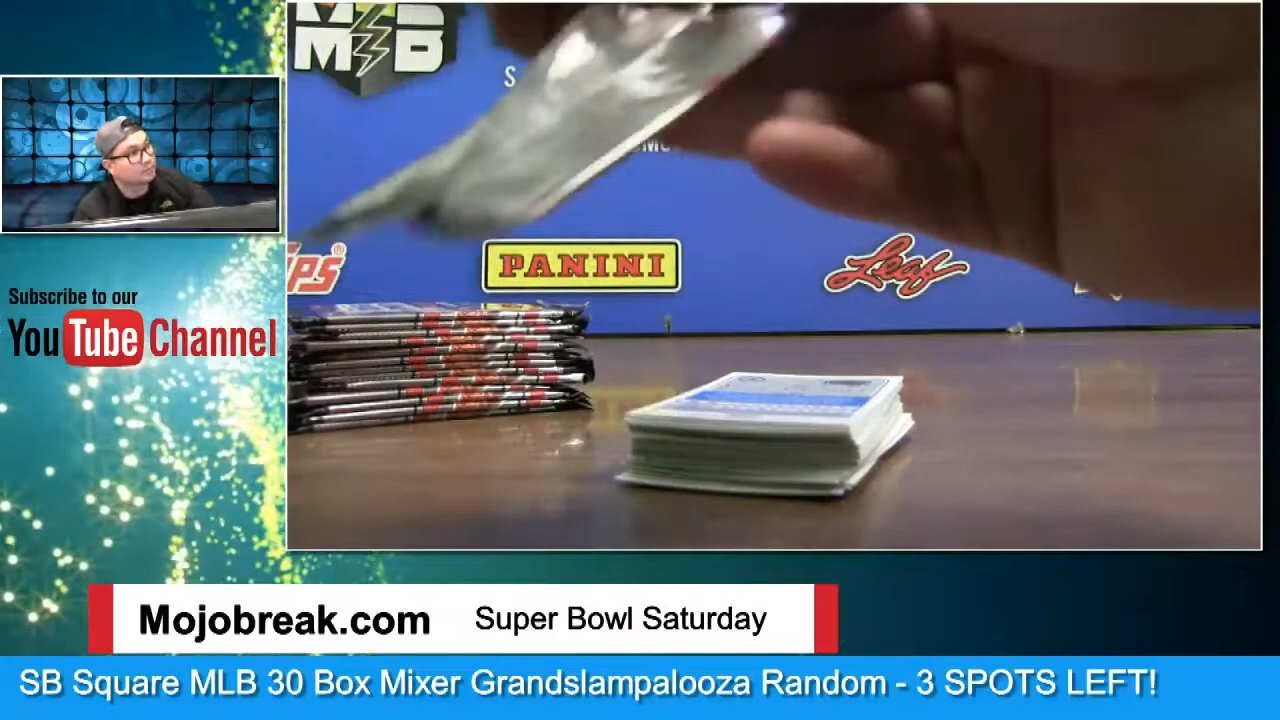 MTB
S
PANINI
Leaf
Subscribe to our
YouTube Channel
Mojobreak.com
Super Bowl Saturday
SB Square MLB 30 Box Mixer Grandslampalooza Random - 3 SPOTS LEFT!